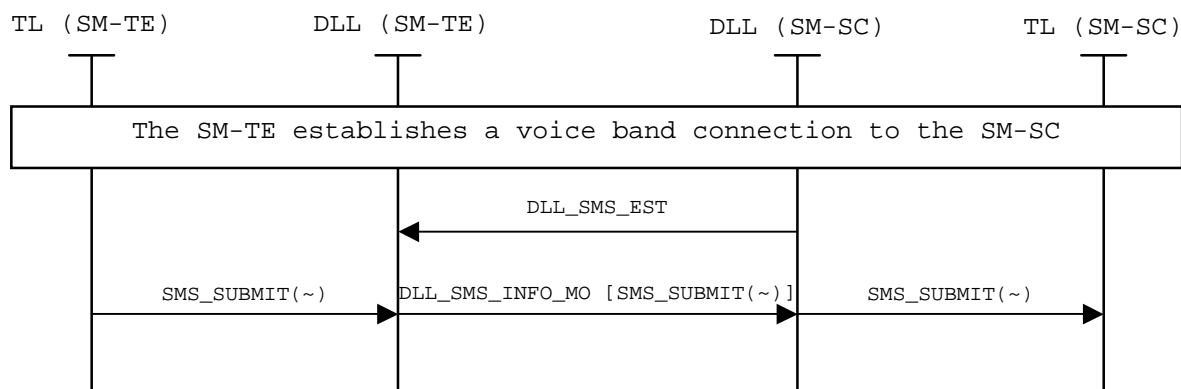 TL (SM-TE) DLL (SM-TE) DLL (SM-SC) TL (SM-SC)
The SM-TE establishes a voice band connection to the SM-SC
DLL_SMS_EST
SMS_SUBMIT(~) DLL_SMS_INFO_MO [SMS_SUBMIT(~)] SMS_SUBMIT(~)